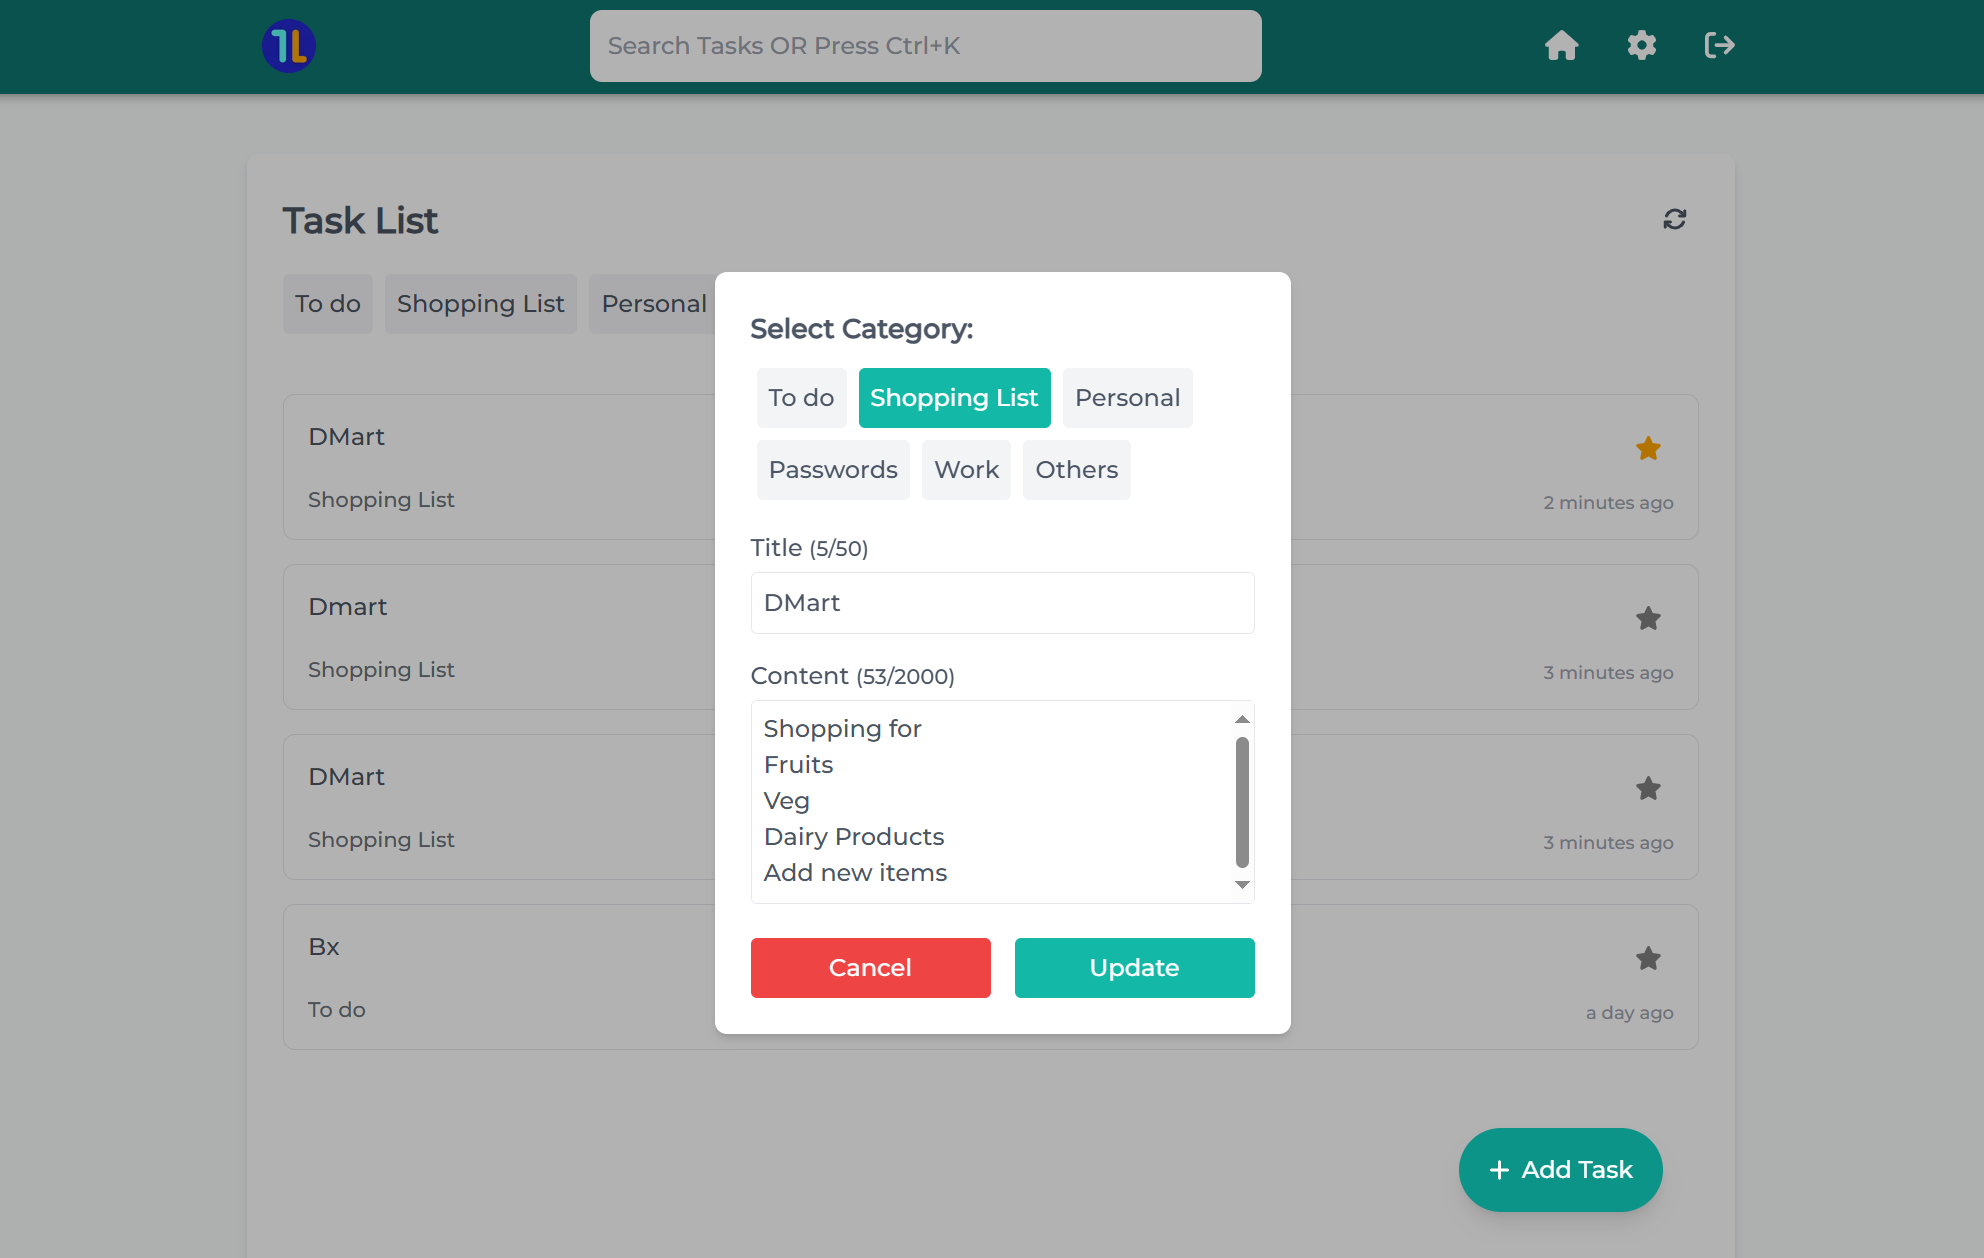 TL
Search Tasks OR Press Ctrl+K
Task List
To do
Shopping List
Personal
DMart
Shopping List
2 minutes ago
Dmart
Shopping List
3 minutes ago
DMart
Shopping List
3 minutes ago
Bx
To do
a day ago
Select Category:
To do
Shopping List
Personal
Passwords
Work
Others
Title (5/50)
DMart
Content (53/2000)
Shopping for
Fruits
Veg
Dairy Products
Add new items
Cancel
Update
+ Add Task